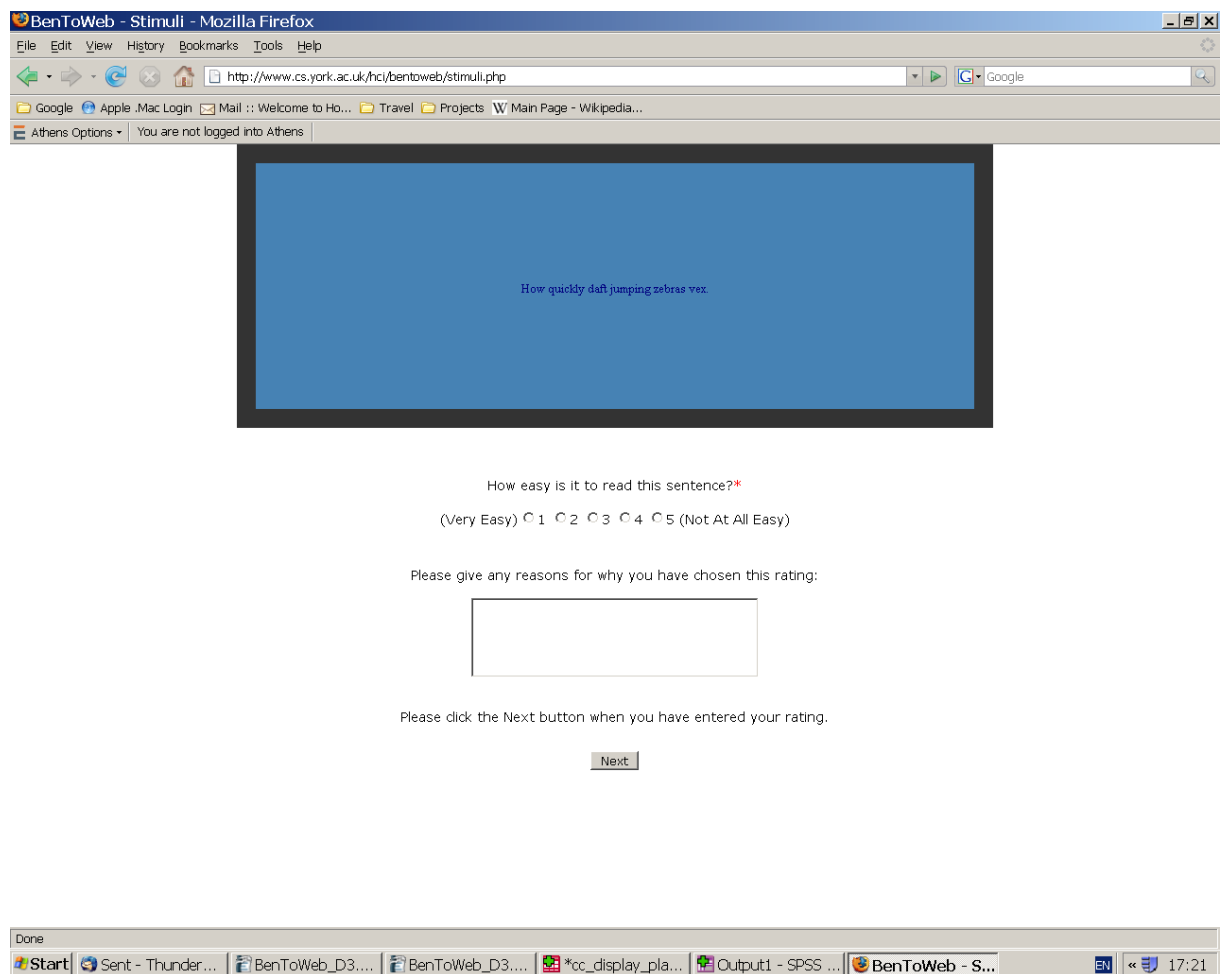 BenToWeb - Stimuli - Mozilla Firefox
File Edit View History Bookmarks Tools Help
http://www.cs.york.ac.uk/hci/bentoweb/stimuli.php G Google
Google Apple .Mac Login Mail :: Welcome to Ho... Travel Projects W Main Page - Wikipedia...
Athens Options You are not logged into Athens
How quickly daft jumping zebras vex.
How easy is it to read this sentence?*
(Very Easy) 1 2 3 4 5 (Not At All Easy)
Please give any reasons for why you have chosen this rating:
Please click the Next button when you have entered your rating.
Next
Done
Start Sent - Thunder... BenToWeb_D3.... BenToWeb_D3.... *cc_display_pla... Output1 - SPSS ... BenToWeb - S... EN « 17:21